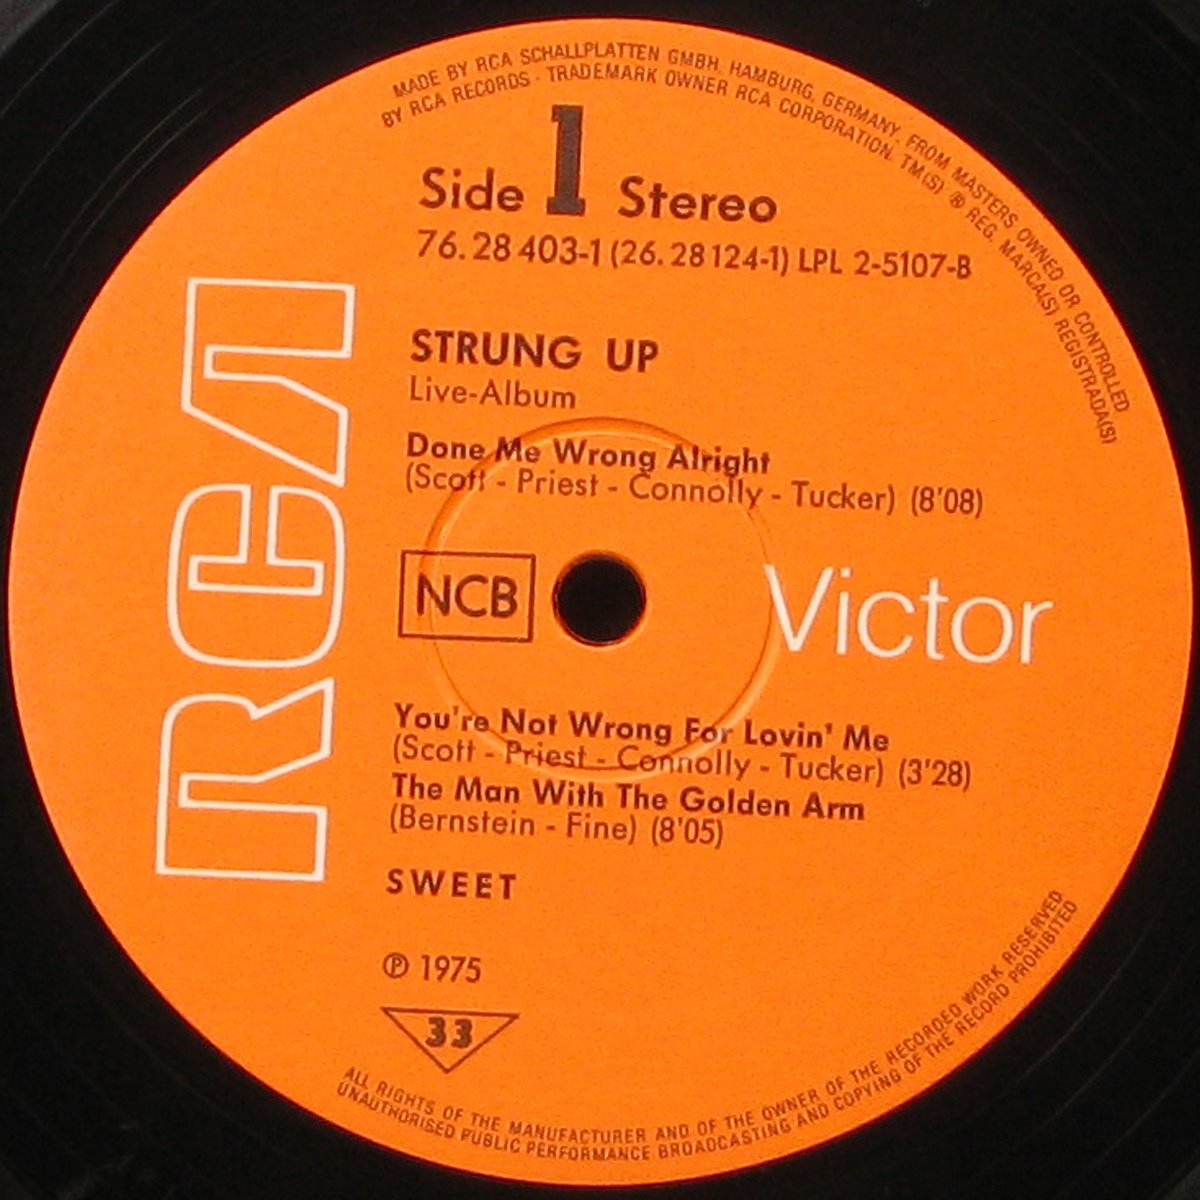 MADE BY RCA SCHALLPLATTEN GMBH, HAMBURG, GERMANY, FROM MASTERS OWNED OR CONTROLLED
BY RCA RECORDS · TRADEMARK OWNER RCA CORPORATION. TM(S) ® REG. MARCA(S) REGISTRADA(S)
Side 1 Stereo
76.28 403-1 (26.28 124-1) LPL 2-5107-B
STRUNG UP
Live-Album
Done Me Wrong Alright
(Scott - Priest - Connolly - Tucker) (8'08)
RCA
NCB
Victor
You're Not Wrong For Lovin' Me
(Scott - Priest - Connolly - Tucker) (3'28)
The Man With The Golden Arm
(Bernstein - Fine) (8'05)
SWEET
℗ 1975
33
ALL RIGHTS OF THE MANUFACTURER AND OF THE OWNER OF THE RECORDED WORK RESERVED
UNAUTHORISED PUBLIC PERFORMANCE BROADCASTING AND COPYING OF THE RECORD PROHIBITED